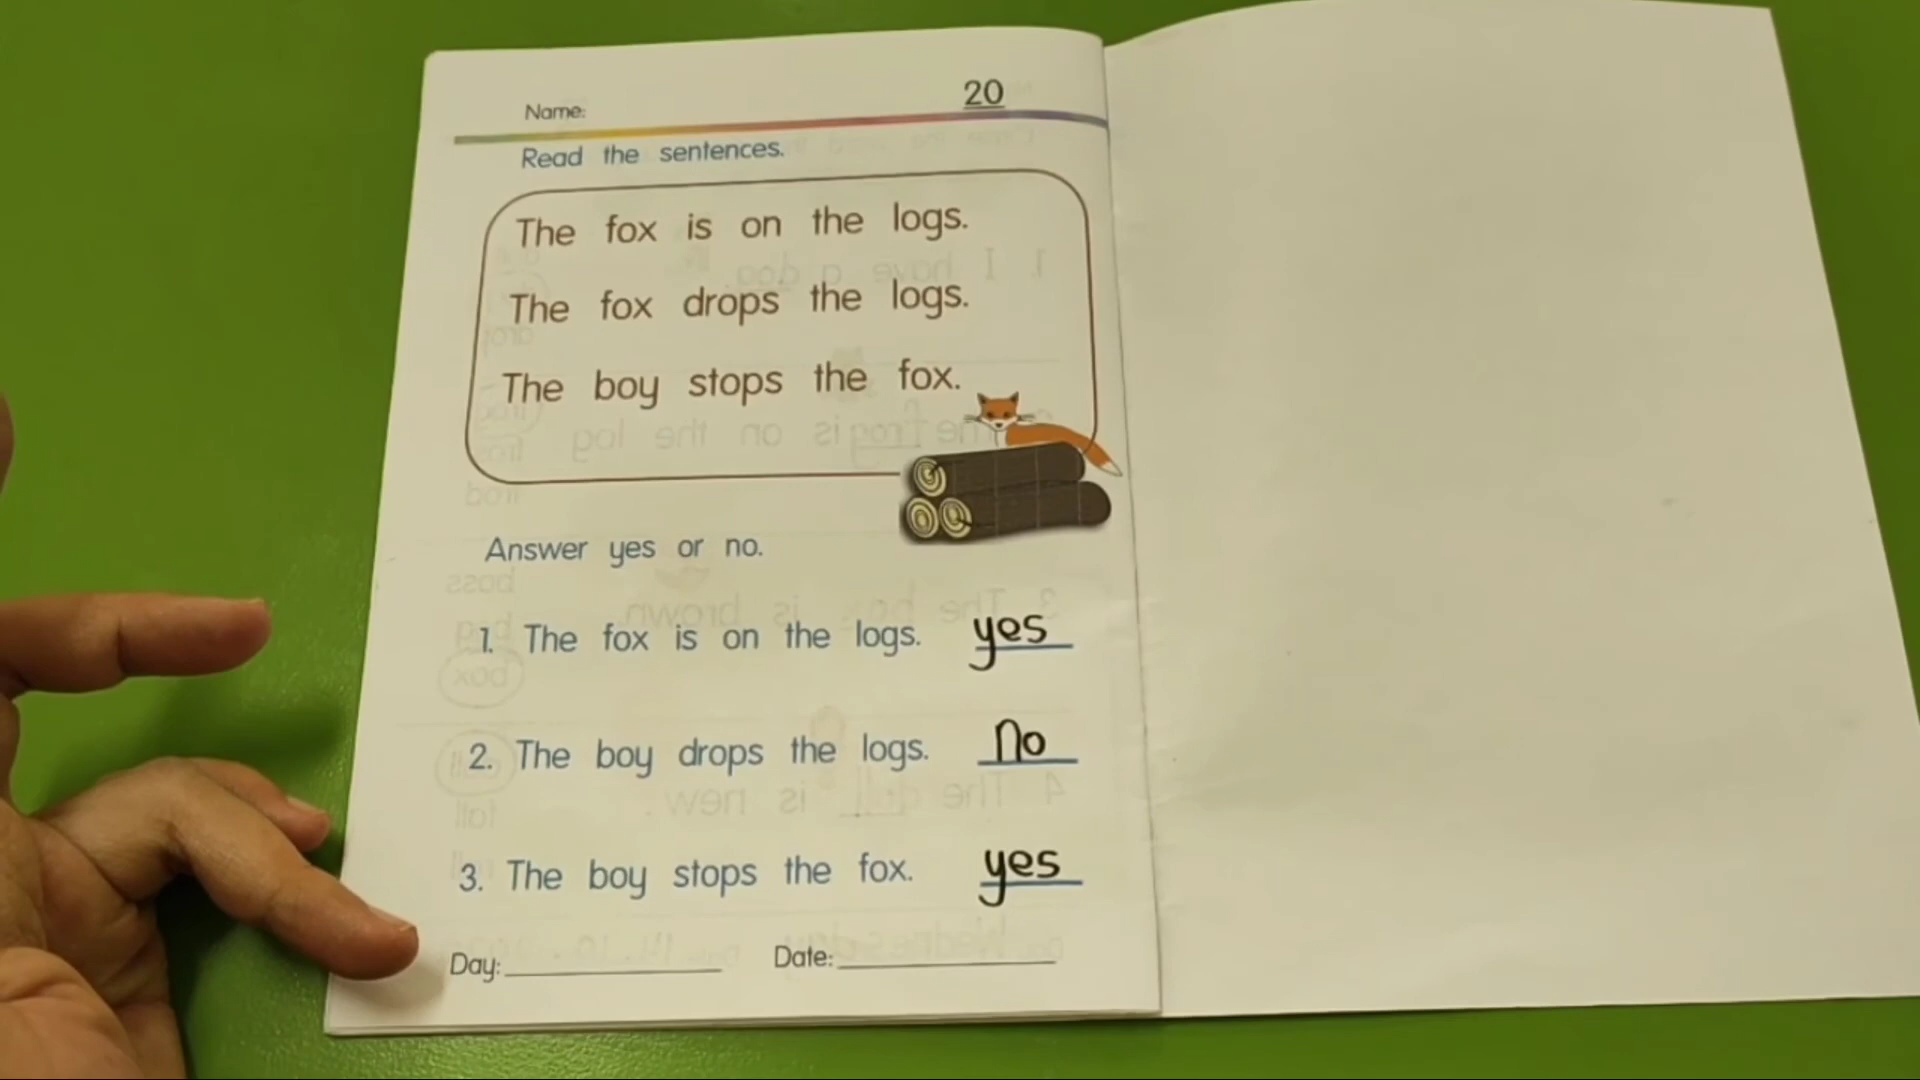 Name:
20
Read the sentences.
The fox is on the logs.
The fox drops the logs.
The boy stops the fox.
Answer yes or no.
1. The fox is on the logs. yes
2. The boy drops the logs. no
3. The boy stops the fox. yes
Day: Date: